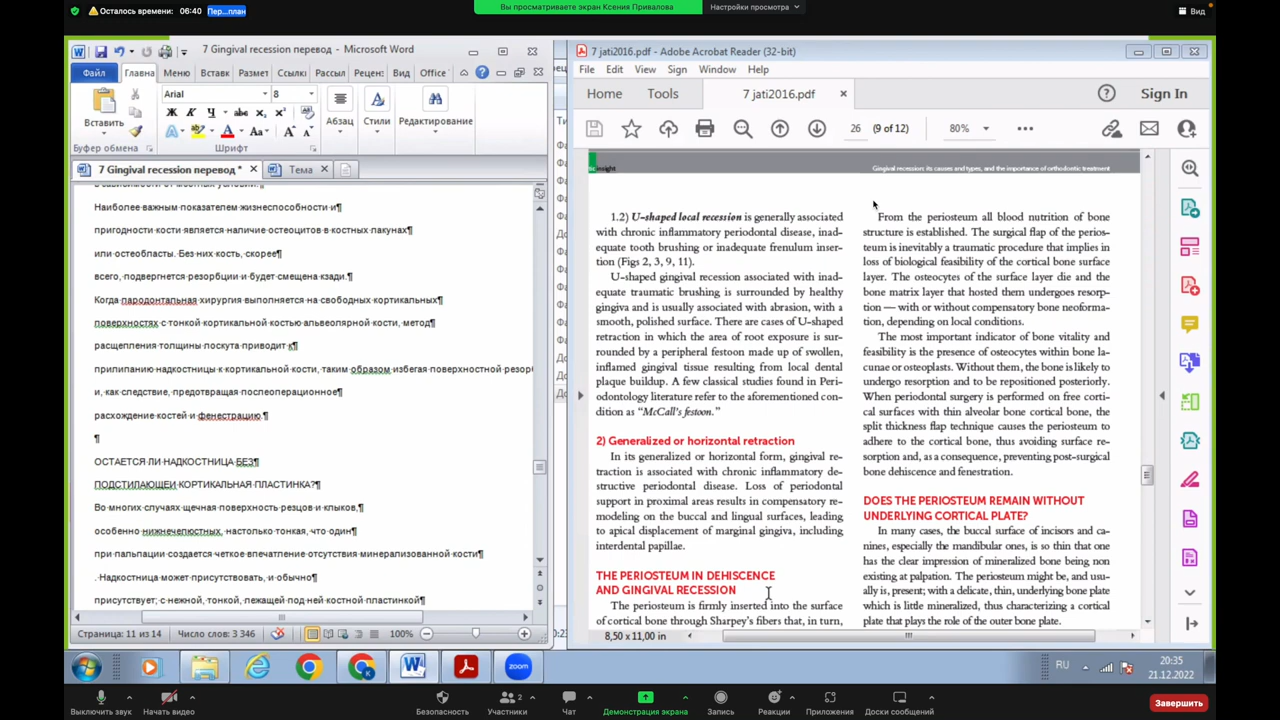 Осталось времени: 06:40
Пер...план
Вы просматриваете экран Ксения Привалова
Настройки просмотра
Вид
7 Gingival recession перевод - Microsoft Word
Файл
Главна
Меню
Вставк
Размет
Ссылкі
Рассыл
Рецен:
Вид
Office
Вставить
Arial
8
Ж К Ч abc x₂ x²
Абзац
Стили
Редактирование
Буфер обмена
Шрифт
7 Gingival recession перевод *
Тема
в зависимости от местных условий.¶
Наиболее важным показателем жизнеспособности и¶
пригодности кости является наличие остеоцитов в костных лакунах¶
или остеобласты. Без них кость, скорее¶
всего, подвергнется резорбции и будет смещена кзади.¶
Когда пародонтальная хирургия выполняется на свободных кортикальных¶
поверхностях с тонкой кортикальной костью альвеолярной кости, метод¶
расщепления толщины лоскута приводит к¶
прилипанию надкостницы к кортикальной кости, таким образом избегая поверхностной резорб
и, как следствие, предотвращая послеоперационное¶
расхождение костей и фенестрацию.¶
¶
ОСТАЕТСЯ ЛИ НАДКОСТНИЦА БЕЗ¶
ПОДСТИЛАЮЩЕИ КОРТИКАЛЬНАЯ ПЛАСТИНКА?¶
Во многих случаях щечная поверхность резцов и клыков,¶
особенно нижнечепюстных, настолько тонкая, что один¶
при пальпации создается четкое впечатление отсутствия минерализованной кости¶
. Надкостница может присутствовать, и обычно¶
присутствует; с нежной, тонкой, лежащей под ней костной пластинкой¶
Страница: 11 из 14
Число слов: 3 346
100%
7 jati2016.pdf - Adobe Acrobat Reader (32-bit)
File Edit View Sign Window Help
Home
Tools
7 jati2016.pdf
Sign In
26
(9 of 12)
80%
insight
Gingival recession: its causes and types, and the importance of orthodontic treatment
1.2) U-shaped local recession is generally associated
with chronic inflammatory periodontal disease, inad-
equate tooth brushing or inadequate frenulum inser-
tion (Figs 2, 3, 9, 11).
U-shaped gingival recession associated with inad-
equate traumatic brushing is surrounded by healthy
gingiva and is usually associated with abrasion, with a
smooth, polished surface. There are cases of U-shaped
retraction in which the area of root exposure is sur-
rounded by a peripheral festoon made up of swollen,
inflamed gingival tissue resulting from local dental
plaque buildup. A few classical studies found in Peri-
odontology literature refer to the aforementioned con-
dition as “McCall’s festoon.”
2) Generalized or horizontal retraction
In its generalized or horizontal form, gingival re-
traction is associated with chronic inflammatory de-
structive periodontal disease. Loss of periodontal
support in proximal areas results in compensatory re-
modeling on the buccal and lingual surfaces, leading
to apical displacement of marginal gingiva, including
interdental papillae.
THE PERIOSTEUM IN DEHISCENCE
AND GINGIVAL RECESSION
The periosteum is firmly inserted into the surface
of cortical bone through Sharpey’s fibers that, in turn,
From the periosteum all blood nutrition of bone
structure is established. The surgical flap of the perios-
teum is inevitably a traumatic procedure that implies in
loss of biological feasibility of the cortical bone surface
layer. The osteocytes of the surface layer die and the
bone matrix layer that hosted them undergoes resorp-
tion — with or without compensatory bone neoforma-
tion, depending on local conditions.
The most important indicator of bone vitality and
feasibility is the presence of osteocytes within bone la-
cunae or osteoplasts. Without them, the bone is likely to
undergo resorption and to be repositioned posteriorly.
When periodontal surgery is performed on free corti-
cal surfaces with thin alveolar bone cortical bone, the
split thickness flap technique causes the periosteum to
adhere to the cortical bone, thus avoiding surface re-
sorption and, as a consequence, preventing post-surgical
bone dehiscence and fenestration.
DOES THE PERIOSTEUM REMAIN WITHOUT
UNDERLYING CORTICAL PLATE?
In many cases, the buccal surface of incisors and ca-
nines, especially the mandibular ones, is so thin that one
has the clear impression of mineralized bone being non
existing at palpation. The periosteum might be, and usu-
ally is, present; with a delicate, thin, underlying bone plate
which is little mineralized, thus characterizing a cortical
plate that plays the role of the outer bone plate.
8,50 x 11,00 in
zoom
RU
20:35
21.12.2022
Выключить звук
Начать видео
Безопасность
Участники
2
Чат
Демонстрация экрана
Запись
Реакции
Приложения
Доски сообщений
Завершить